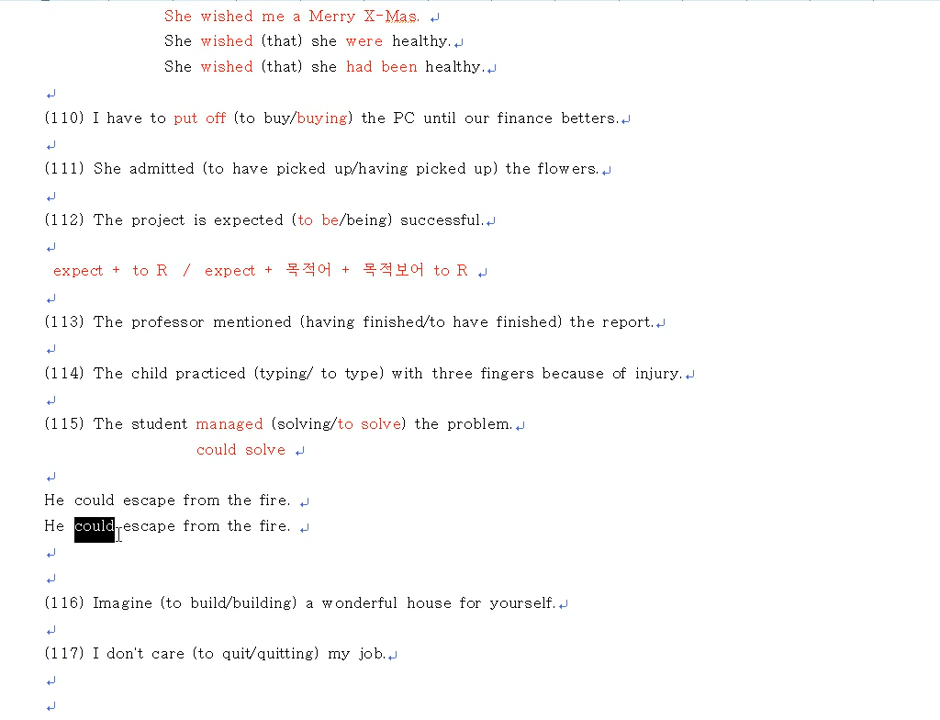 She wished me a Merry X-Mas.
She wished (that) she were healthy.
She wished (that) she had been healthy.
(110) I have to put off (to buy/buying) the PC until our finance betters.
(111) She admitted (to have picked up/having picked up) the flowers.
(112) The project is expected (to be/being) successful.
expect + to R / expect + 목적어 + 목적보어 to R
(113) The professor mentioned (having finished/to have finished) the report.
(114) The child practiced (typing/ to type) with three fingers because of injury.
(115) The student managed (solving/to solve) the problem.
could solve
He could escape from the fire.
He could escape from the fire.
(116) Imagine (to build/building) a wonderful house for yourself.
(117) I don't care (to quit/quitting) my job.